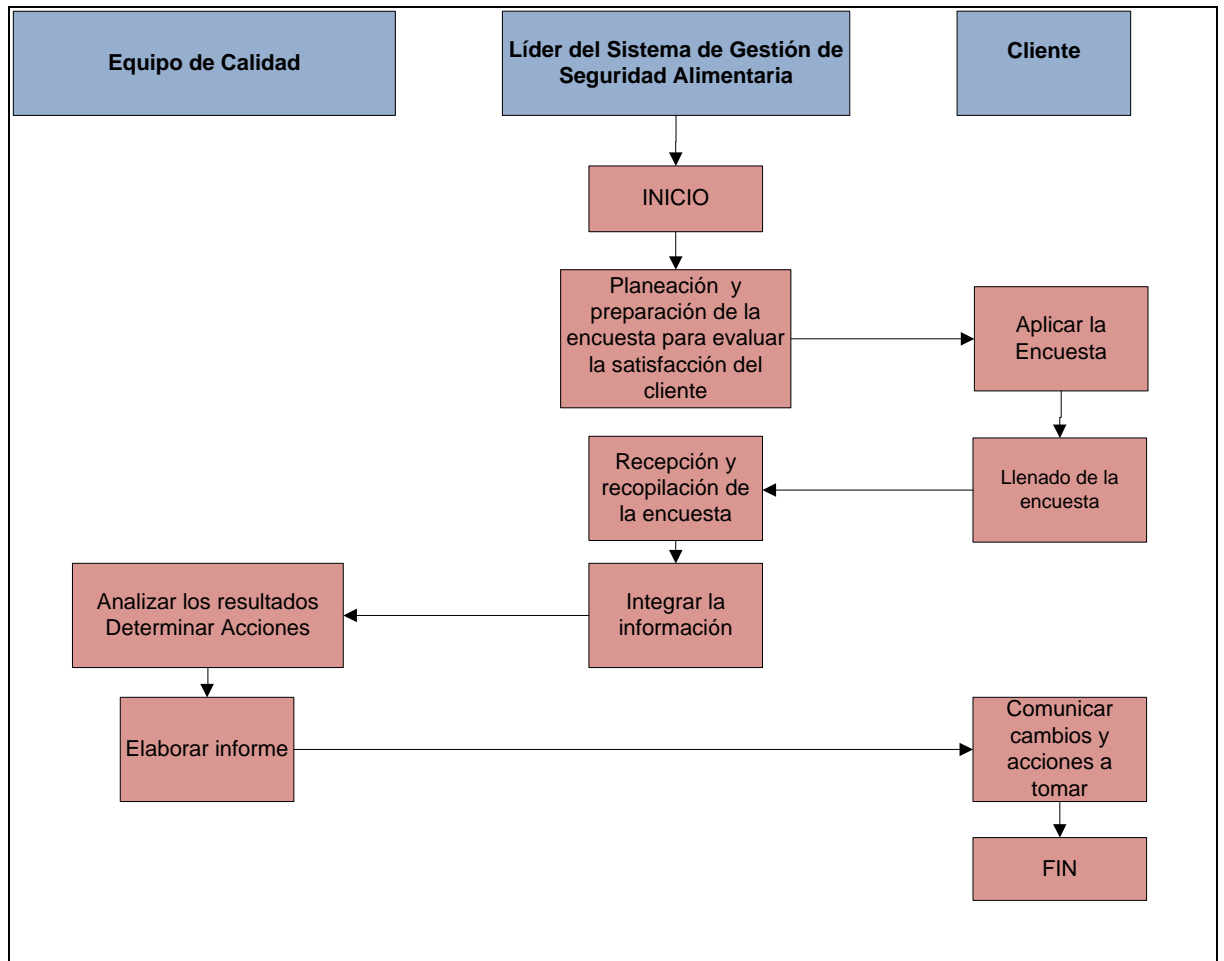 Equipo de Calidad
Líder del Sistema de Gestión de
Seguridad Alimentaria
Cliente
INICIO
Planeación y
preparación de la
encuesta para evaluar
la satisfacción del
cliente
Aplicar la
Encuesta
Recepción y
recopilación de
la encuesta
Llenado de la
encuesta
Analizar los resultados
Determinar Acciones
Integrar la
información
Elaborar informe
Comunicar
cambios y
acciones a
tomar
FIN